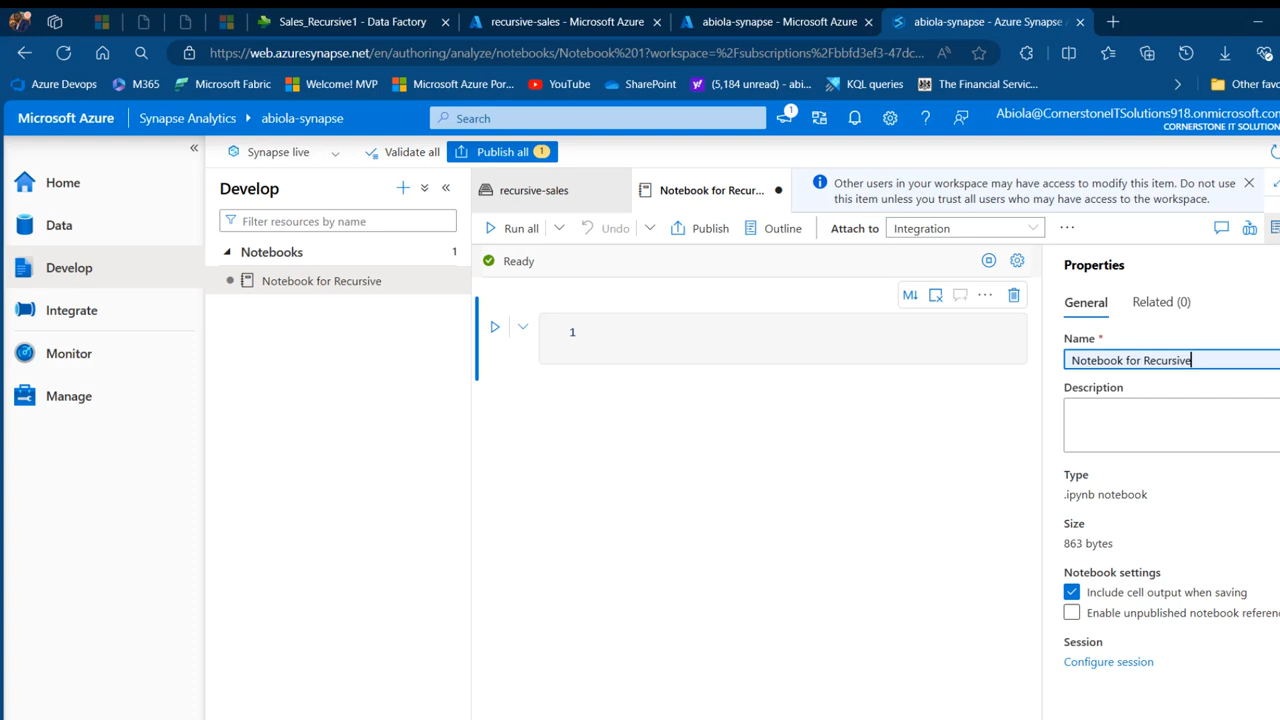 Sales_Recursive1 - Data Factory
recursive-sales - Microsoft Azure
abiola-synapse - Microsoft Azure
abiola-synapse - Azure Synapse
https://web.azuresynapse.net/en/authoring/analyze/notebooks/Notebook%201?workspace=%2Fsubscriptions%2Fbbfd3ef3-47dc...
Azure Devops
M365
Microsoft Fabric
Welcome! MVP
Microsoft Azure Por...
YouTube
SharePoint
(5,184 unread) - abi...
KQL queries
The Financial Servic...
Other favo
Microsoft Azure
Synapse Analytics
abiola-synapse
Search
1
Abiola@CornerstoneITSolutions918.onmicrosoft.com
CORNERSTONE IT SOLUTION
Synapse live
Validate all
Publish all 1
Home
Data
Develop
Integrate
Monitor
Manage
Develop
Filter resources by name
Notebooks 1
Notebook for Recursive
recursive-sales
Notebook for Recur...
Other users in your workspace may have access to modify this item. Do not use
this item unless you trust all users who may have access to the workspace.
Run all
Undo
Publish
Outline
Attach to
Integration
Ready
M↓
1
Properties
General
Related (0)
Name *
Notebook for Recursive
Description
Type
.ipynb notebook
Size
863 bytes
Notebook settings
Include cell output when saving
Enable unpublished notebook referenc
Session
Configure session